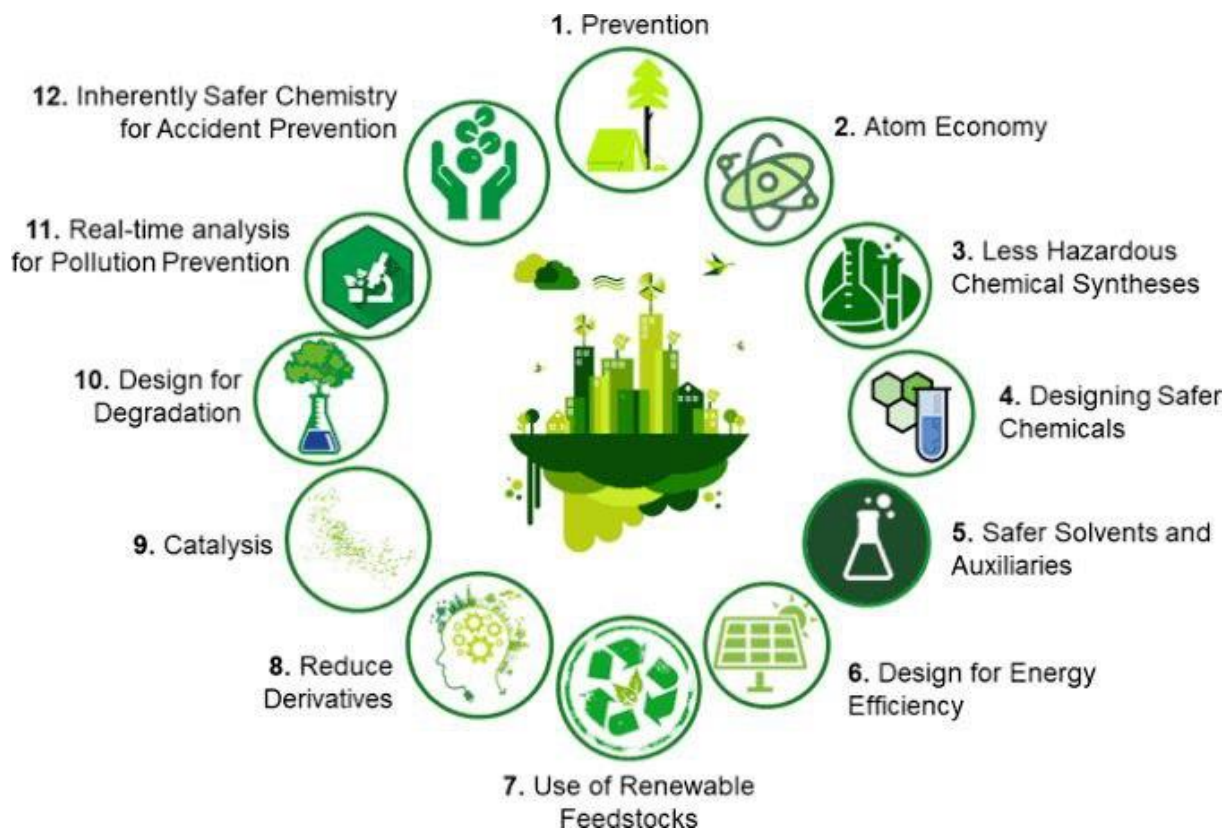 1. Prevention
2. Atom Economy
3. Less Hazardous
Chemical Syntheses
4. Designing Safer
Chemicals
5. Safer Solvents and
Auxiliaries
6. Design for Energy
Efficiency
7. Use of Renewable
Feedstocks
8. Reduce
Derivatives
9. Catalysis
10. Design for
Degradation
11. Real-time analysis
for Pollution Prevention
12. Inherently Safer Chemistry
for Accident Prevention